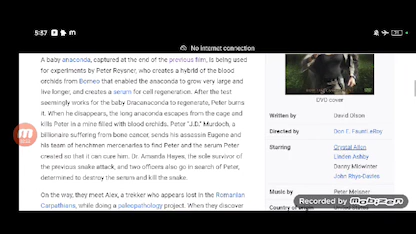 5:37
No internet connection
A baby anaconda, captured at the end of the previous film, is being used
for experiments by Peter Reysner, who creates a hybrid of the blood
orchids from Borneo that enabled the anaconda to grow very large and
live longer, and creates a serum for cell regeneration. After the test
seemingly works for the baby Dracanaconda to regenerate, Peter burns
it. When he disappears, the long anaconda escapes from the cage and
kills Peter in a mine filled with blood orchids. Peter "J.D." Murdoch, a
billionaire suffering from bone cancer, sends his assassin Eugene and
his team of henchmen mercenaries to find Peter and the serum Peter
created so that it can cure him. Dr. Amanda Hayes, the sole survivor of
the previous snake attack, and two officers also go in search of Peter,
determined to destroy the serum and kill the snake.
On the way, they meet Alex, a trekker who appears lost in the Romanian
Carpathians, while doing a paleopathology project. When they discover
DVD cover
Written by David Olson
Directed by Don E. FauntLeRoy
Starring Crystal Allen
Linden Ashby
Danny Midwinter
John Rhys-Davies
Music by Peter Meisner
Country of
Recorded by mobizen